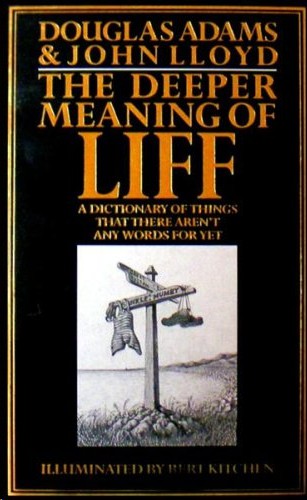 DOUGLAS ADAMS
& JOHN LLOYD
THE DEEPER
MEANING OF
LIFF
A DICTIONARY OF THINGS
THAT THERE AREN'T
ANY WORDS FOR YET
ILLUMINATED BY BERT KITCHEN